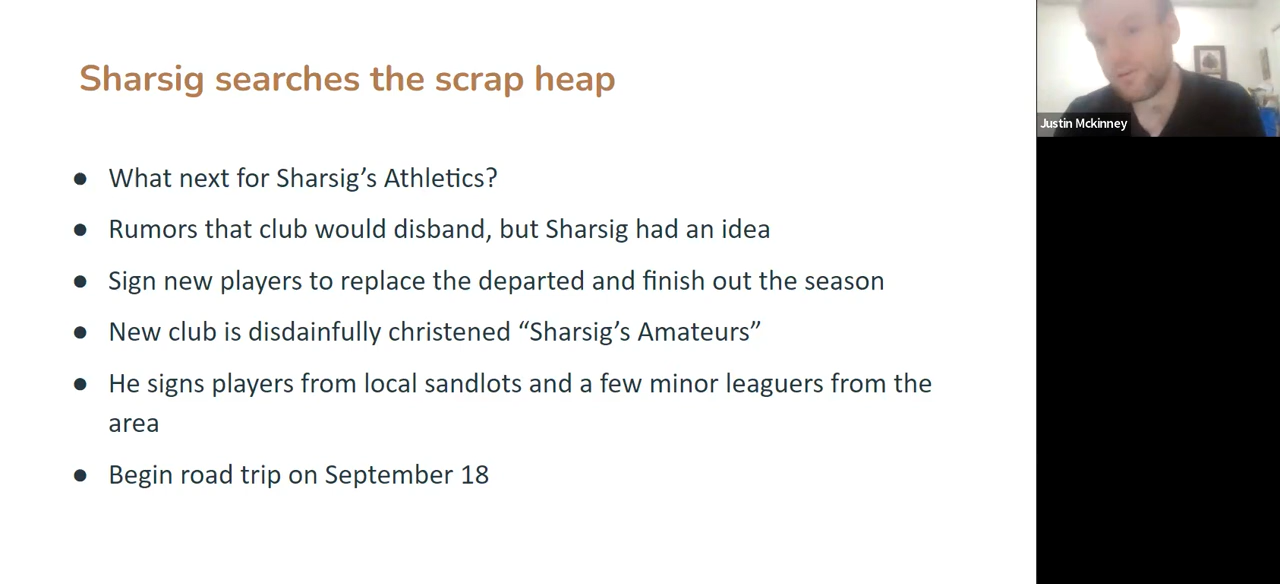 Sharsig searches the scrap heap
● What next for Sharsig’s Athletics?
● Rumors that club would disband, but Sharsig had an idea
● Sign new players to replace the departed and finish out the season
● New club is disdainfully christened “Sharsig’s Amateurs”
● He signs players from local sandlots and a few minor leaguers from the
area
● Begin road trip on September 18
Justin Mckinney